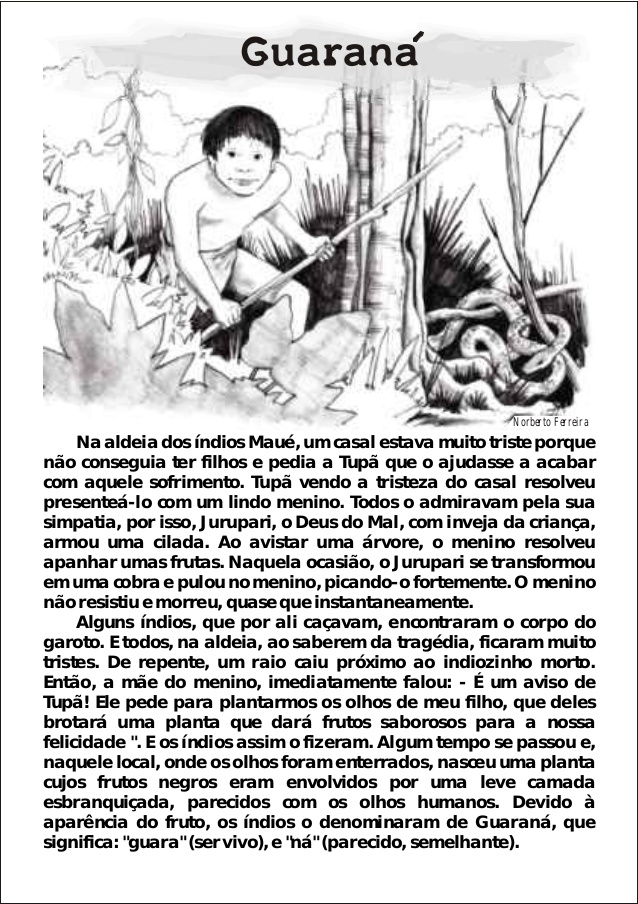 Guaraná
Norberto Ferreira
Na aldeia dos índios Maué, um casal estava muito triste porque
não conseguia ter filhos e pedia a Tupã que o ajudasse a acabar
com aquele sofrimento. Tupã vendo a tristeza do casal resolveu
presenteá-lo com um lindo menino. Todos o admiravam pela sua
simpatia, por isso, Jurupari, o Deus do Mal, com inveja da criança,
armou uma cilada. Ao avistar uma árvore, o menino resolveu
apanhar umas frutas. Naquela ocasião, o Jurupari se transformou
em uma cobra e pulou no menino, picando-o fortemente. O menino
não resistiu e morreu, quase que instantaneamente.
Alguns índios, que por ali caçavam, encontraram o corpo do
garoto. E todos, na aldeia, ao saberem da tragédia, ficaram muito
tristes. De repente, um raio caiu próximo ao indiozinho morto.
Então, a mãe do menino, imediatamente falou: - É um aviso de
Tupã! Ele pede para plantarmos os olhos de meu filho, que deles
brotará uma planta que dará frutos saborosos para a nossa
felicidade ". E os índios assim o fizeram. Algum tempo se passou e,
naquele local, onde os olhos foram enterrados, nasceu uma planta
cujos frutos negros eram envolvidos por uma leve camada
esbranquiçada, parecidos com os olhos humanos. Devido à
aparência do fruto, os índios o denominaram de Guaraná, que
significa: "guara" (ser vivo), e "ná" (parecido, semelhante).